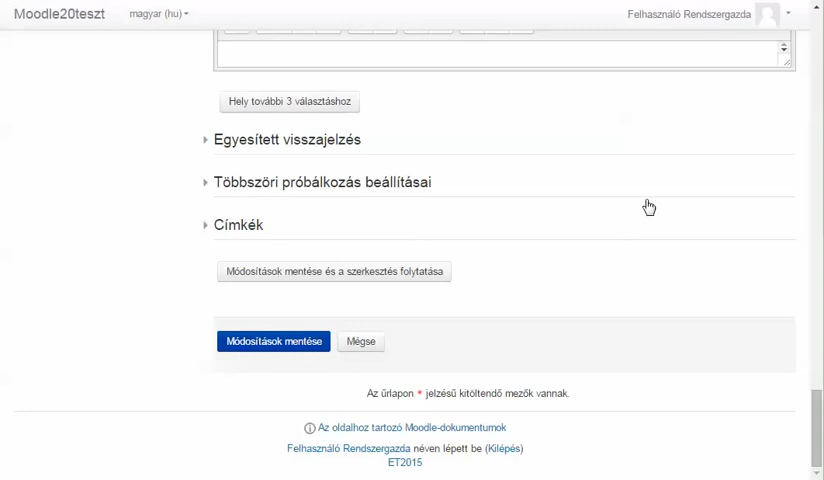 Moodle20teszt magyar (hu) Felhasználó Rendszergazda
Hely további 3 választáshoz
Egyesített visszajelzés
Többszöri próbálkozás beállításai
Címkék
Módosítások mentése és a szerkesztés folytatása
Módosítások mentése Mégse
Az űrlapon * jelzésű kitöltendő mezők vannak.
Az oldalhoz tartozó Moodle-dokumentumok
Felhasználó Rendszergazda néven lépett be (Kilépés)
ET2015